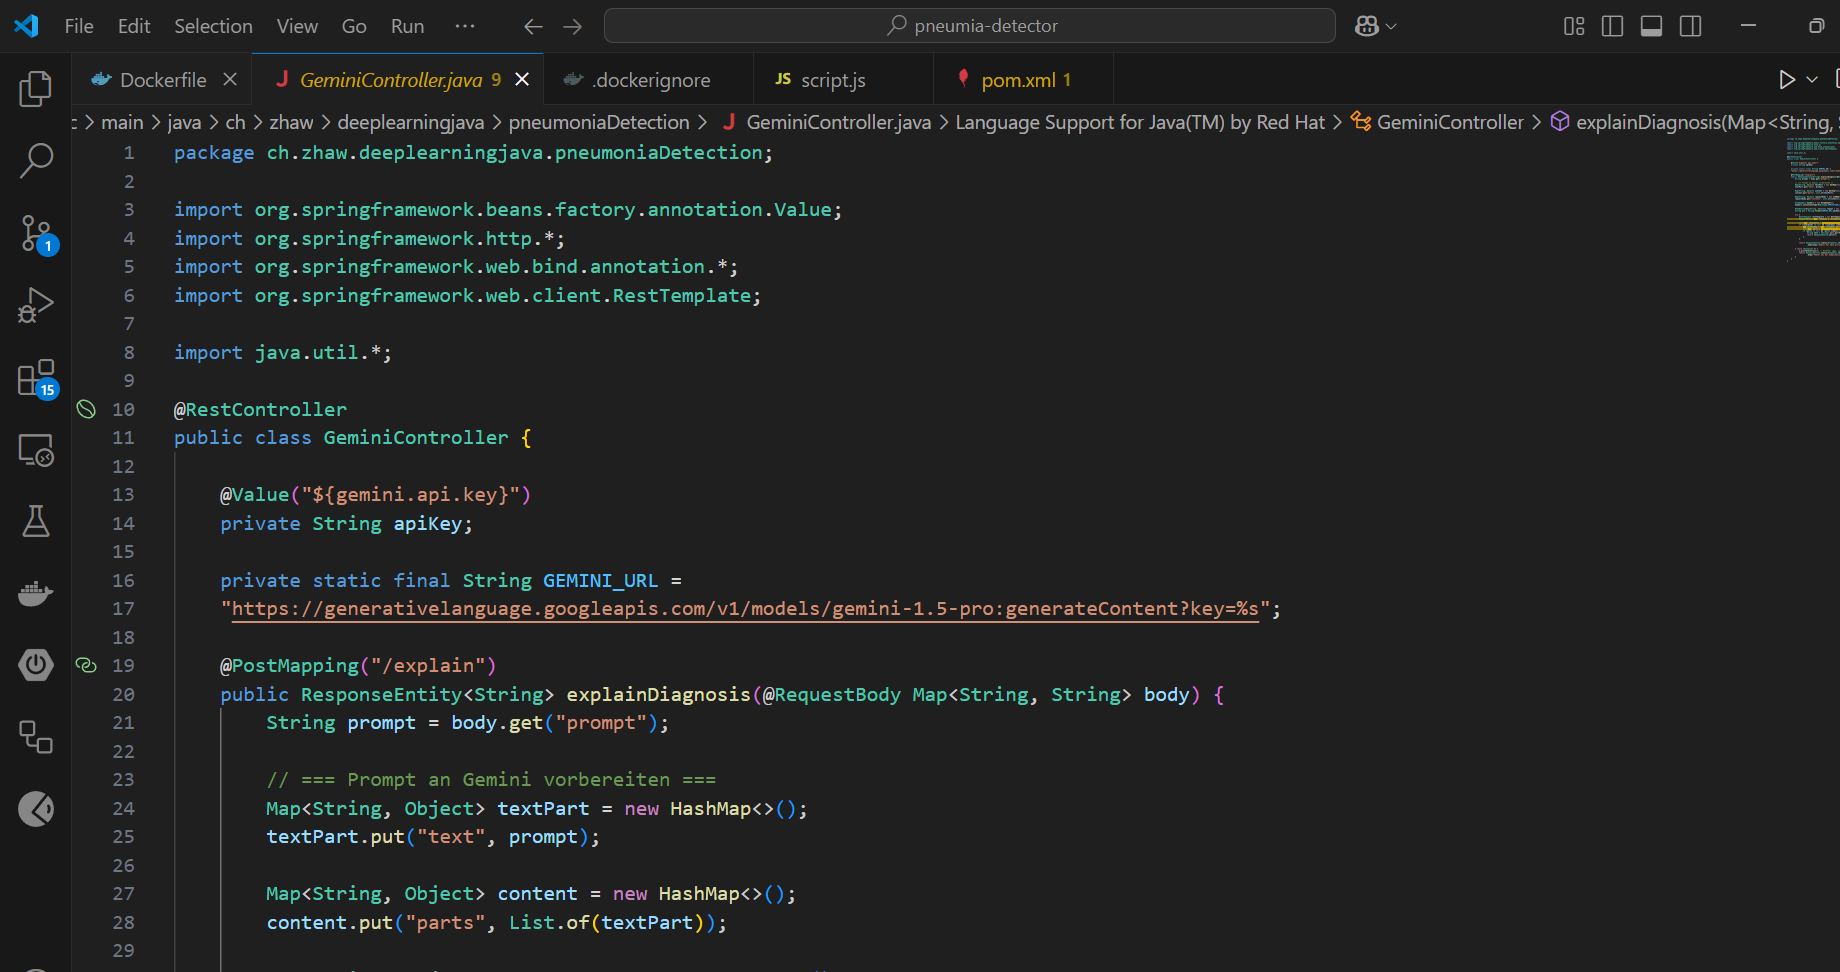 File Edit Selection View Go Run ··· pneumia-detector
Dockerfile GeminiController.java 9 .dockerignore JS script.js pom.xml 1
main > java > ch > zhaw > deeplearningjava > pneumoniaDetection > J GeminiController.java > Language Support for Java(TM) by Red Hat > GeminiController > explainDiagnosis(Map<String,
1 package ch.zhaw.deeplearningjava.pneumoniaDetection;
2
3 import org.springframework.beans.factory.annotation.Value;
4 import org.springframework.http.*;
5 import org.springframework.web.bind.annotation.*;
6 import org.springframework.web.client.RestTemplate;
7
8 import java.util.*;
9
10 @RestController
11 public class GeminiController {
12
13 @Value("${gemini.api.key}")
14 private String apiKey;
15
16 private static final String GEMINI_URL =
17 "https://generativelanguage.googleapis.com/v1/models/gemini-1.5-pro:generateContent?key=%s";
18
19 @PostMapping("/explain")
20 public ResponseEntity<String> explainDiagnosis(@RequestBody Map<String, String> body) {
21 String prompt = body.get("prompt");
22
23 // === Prompt an Gemini vorbereiten ===
24 Map<String, Object> textPart = new HashMap<>();
25 textPart.put("text", prompt);
26
27 Map<String, Object> content = new HashMap<>();
28 content.put("parts", List.of(textPart));
29
1
15